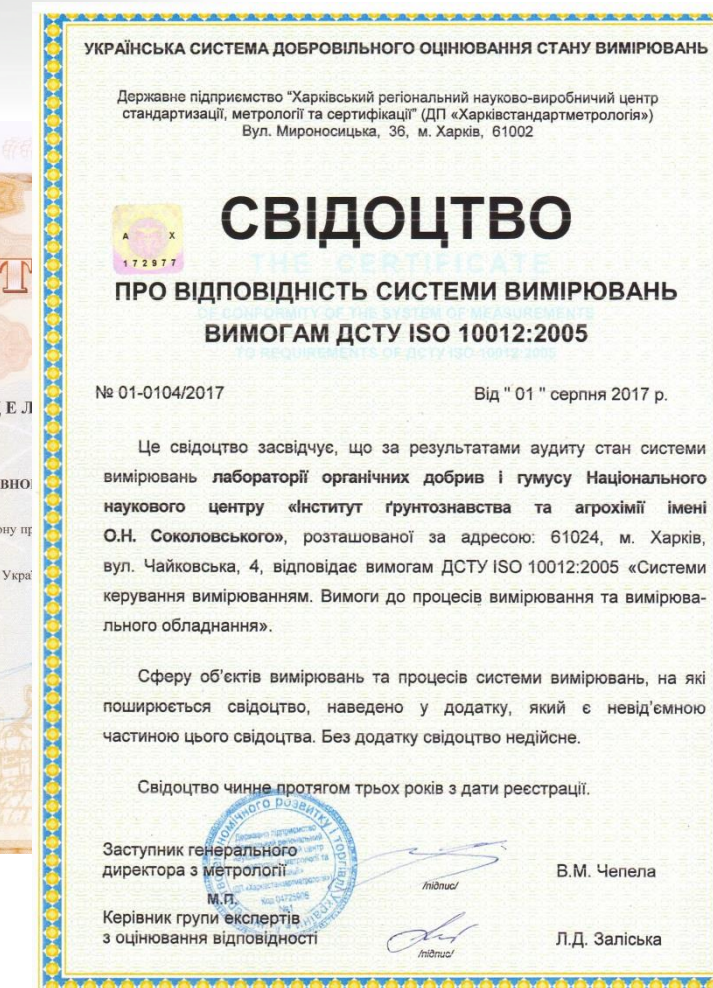 УКРАЇНСЬКА СИСТЕМА ДОБРОВІЛЬНОГО ОЦІНЮВАННЯ СТАНУ ВИМІРЮВАНЬ
Державне підприємство "Харківський регіональний науково-виробничий центр
стандартизації, метрології та сертифікації" (ДП «Харківстандартметрологія»)
Вул. Мироносицька, 36, м. Харків, 61002
СВІДОЦТВО
А Х
172977
THE CERTIFICATE
ПРО ВІДПОВІДНІСТЬ СИСТЕМИ ВИМІРЮВАНЬ
OF CONFORMITY OF THE SYSTEM OF MEASUREMENTS
ВИМОГАМ ДСТУ ISO 10012:2005
TO REQUIREMENTS OF ДСТУ ISO 10012:2005
№ 01-0104/2017 Від " 01 " серпня 2017 р.
Це свідоцтво засвідчує, що за результатами аудиту стан системи
вимірювань лабораторії органічних добрив і гумусу Національного
наукового центру «Інститут ґрунтознавства та агрохімії імені
О.Н. Соколовського», розташованої за адресою: 61024, м. Харків,
вул. Чайковська, 4, відповідає вимогам ДСТУ ISO 10012:2005 «Системи
керування вимірюванням. Вимоги до процесів вимірювання та вимірюва-
льного обладнання».
Сферу об'єктів вимірювань та процесів системи вимірювань, на які
поширюється свідоцтво, наведено у додатку, який є невід'ємною
частиною цього свідоцтва. Без додатку свідоцтво недійсне.
Свідоцтво чинне протягом трьох років з дати реєстрації.
Заступник генерального
директора з метрології
/підпис/
В.М. Чепела
М.П.
Керівник групи експертів
з оцінювання відповідності
/підпис/
Л.Д. Заліська